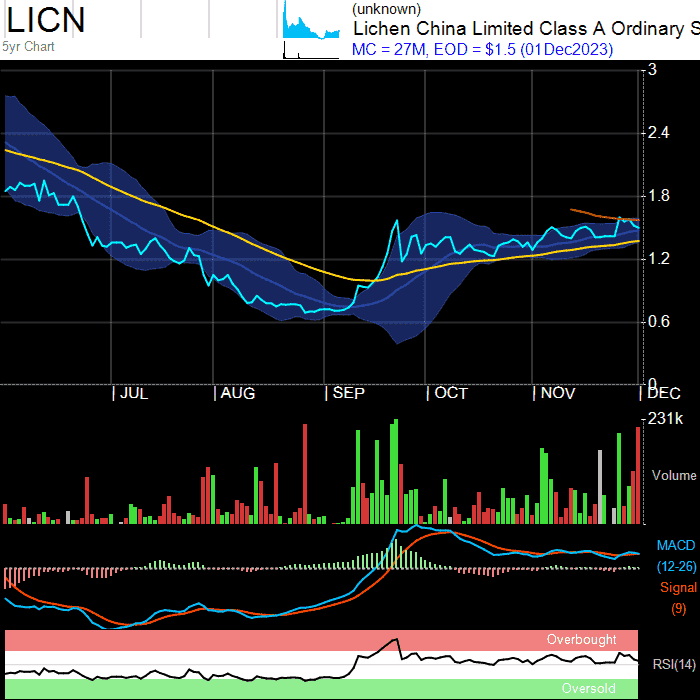 LICN
5yr Chart
(unknown)
Lichen China Limited Class A Ordinary S
MC = 27M, EOD = $1.5 (01Dec2023)
3
2.4
1.8
1.2
0.6
0
| JUL | AUG | SEP | OCT | NOV | DEC
231k
Volume
MACD
(12-26)
Signal
(9)
Overbought
RSI(14)
Oversold